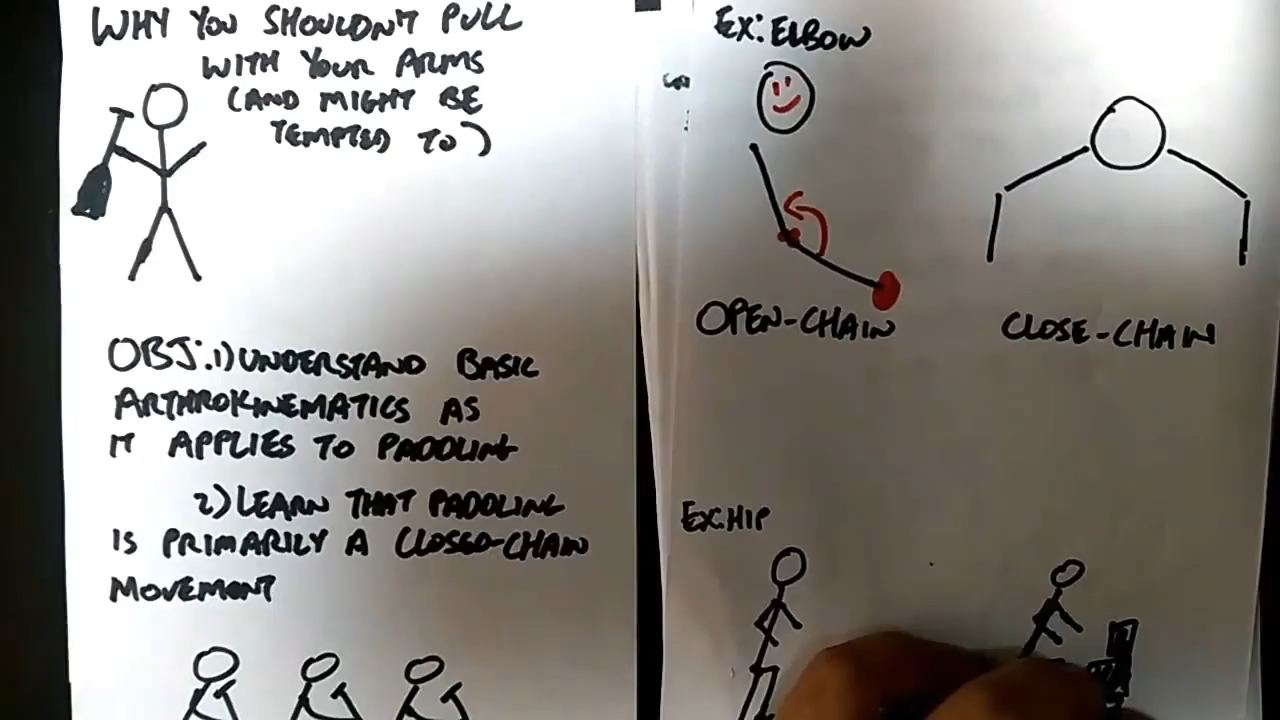 WHY YOU SHOULDN'T PULL
WITH YOUR ARMS
(AND MIGHT BE
TEMPTED TO)
OBJ: 1) UNDERSTAND BASIC
ARTHROKINEMATICS AS
IT APPLIES TO PADDLING
2) LEARN THAT PADDLING
IS PRIMARILY A CLOSED-CHAIN
MOVEMENT
EX: ELBOW
OPEN-CHAIN
CLOSE-CHAIN
EX: HIP